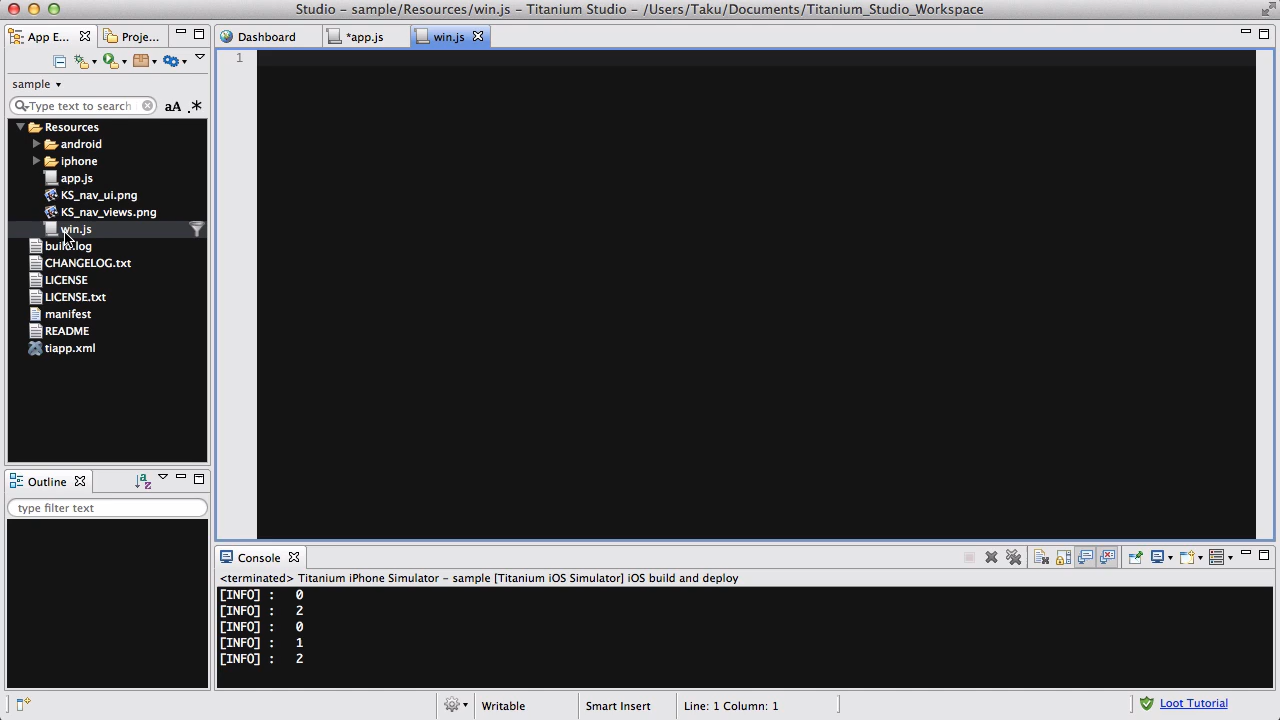 Studio - sample/Resources/win.js - Titanium Studio - /Users/Taku/Documents/Titanium_Studio_Workspace
App E...
Proje...
Dashboard
*app.js
win.js
sample
Type text to search
aA .*
1
Resources
android
iphone
app.js
KS_nav_ui.png
KS_nav_views.png
win.js
build.log
CHANGELOG.txt
LICENSE
LICENSE.txt
manifest
README
tiapp.xml
Outline
type filter text
Console
<terminated> Titanium iPhone Simulator - sample [Titanium iOS Simulator] iOS build and deploy
[INFO] : 0
[INFO] : 2
[INFO] : 0
[INFO] : 1
[INFO] : 2
Writable
Smart Insert
Line: 1 Column: 1
Loot Tutorial